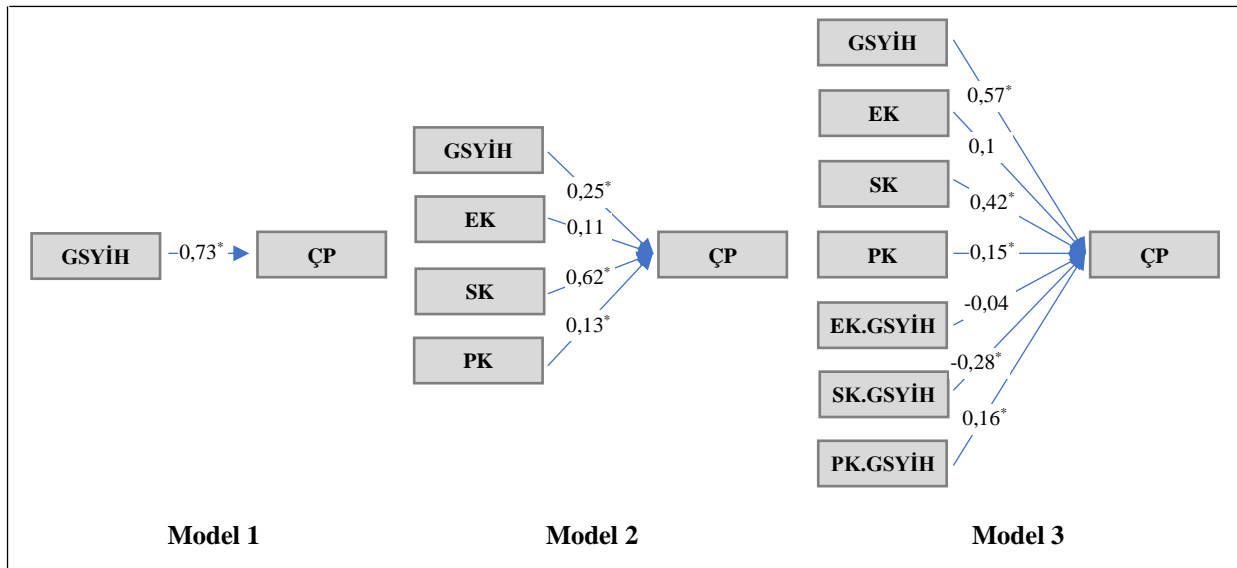 GSYİH
0,73*
ÇP
Model 1
GSYİH
EK
SK
PK
0,25*
0,11
0,62*
0,13*
ÇP
Model 2
GSYİH
EK
SK
PK
EK.GSYİH
SK.GSYİH
PK.GSYİH
0,57*
0,1
0,42*
0,15*
-0,04
-0,28*
0,16*
ÇP
Model 3